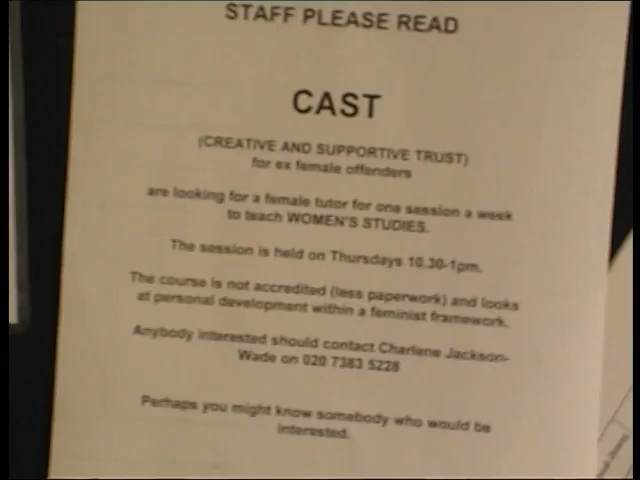 STAFF PLEASE READ
CAST
(CREATIVE AND SUPPORTIVE TRUST)
for ex female offenders
are looking for a female tutor for one session a week
to teach WOMEN'S STUDIES.
The session is held on Thursdays 10.30-1pm.
The course is not accredited (less paperwork) and looks
at personal development within a feminist framework.
Anybody interested should contact Charlene Jackson-
Wade on 020 7383 5228
Perhaps you might know somebody who would be
interested.